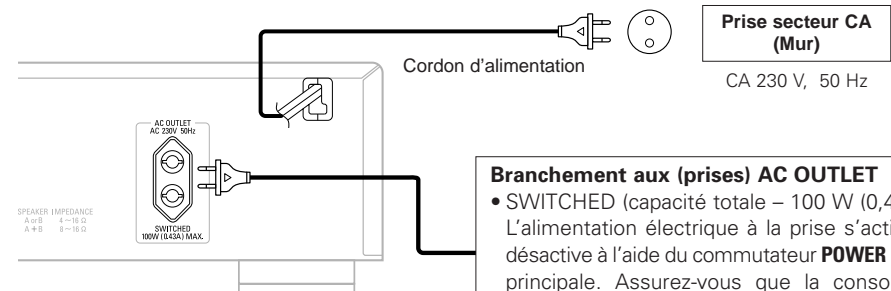 Prise secteur CA
(Mur)
Cordon d'alimentation
CA 230 V, 50 Hz
AC OUTLET
AC 230V 50Hz
SWITCHED
100W (0.43A) MAX.
SPEAKER IMPEDANCE
A or B 4～16 Ω
A + B 8～16 Ω
Branchement aux (prises) AC OUTLET
• SWITCHED (capacité totale – 100 W (0,4
L'alimentation électrique à la prise s'acti
désactive à l'aide du commutateur POWER
principale. Assurez-vous que la conso